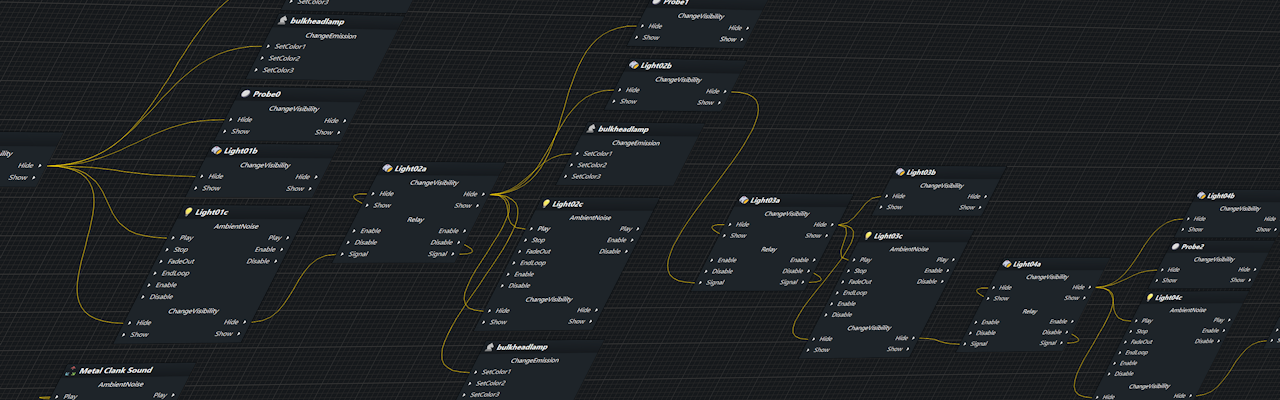 SetColor3
bulkheadlamp
ChangeEmission
SetColor1
SetColor2
SetColor3
Probe0
ChangeVisibility
Hide Hide
Show Show
Light01b
ChangeVisibility
Hide Hide
Show Show
Hide
Show
Light01c
AmbientNoise
Play Play
Stop Enable
FadeOut Disable
EndLoop
Enable
Disable
ChangeVisibility
Hide Hide
Show Show
Metal Clank Sound
AmbientNoise
Play Play
Light02a
ChangeVisibility
Hide Hide
Show Show
Relay
Enable Enable
Disable Disable
Signal Signal
Probe1
ChangeVisibility
Hide Hide
Show Show
Light02b
ChangeVisibility
Hide Hide
Show Show
bulkheadlamp
ChangeEmission
SetColor1
SetColor2
SetColor3
Light02c
AmbientNoise
Play Play
Stop Enable
FadeOut Disable
EndLoop
Enable
Disable
ChangeVisibility
Hide Hide
Show Show
bulkheadlamp
ChangeEmission
SetColor1
SetColor2
SetColor3
Light03a
ChangeVisibility
Hide Hide
Show Show
Relay
Enable Enable
Disable Disable
Signal Signal
Light03b
ChangeVisibility
Hide Hide
Show Show
Light03c
AmbientNoise
Play Play
Stop Enable
FadeOut Disable
EndLoop
Enable
Disable
ChangeVisibility
Hide Hide
Show Show
Light04a
ChangeVisibility
Hide Hide
Show Show
Relay
Enable Enable
Disable Disable
Signal Signal
Light04b
ChangeVisibility
Hide Hide
Show Show
Probe2
ChangeVisibility
Hide Hide
Show Show
Light04c
AmbientNoise
Play Play
Stop Enable
FadeOut Disable
EndLoop
Enable
Disable
ChangeVisibility
Hide Hide